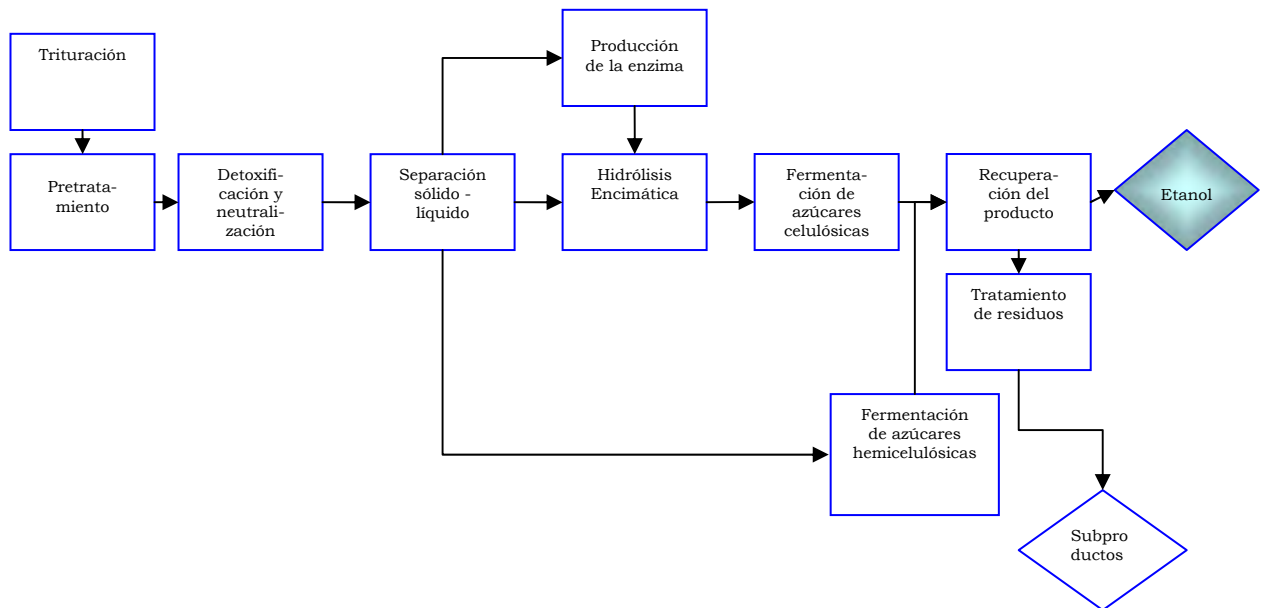 Trituración
Producción
de la enzima
Pretrata-
miento
Detoxifi-
cación y
neutrali-
zación
Separación
sólido -
líquido
Hidrólisis
Encimática
Fermenta-
ción de
azúcares
celulósicas
Recupera-
ción del
producto
Etanol
Tratamiento
de residuos
Fermentación
de azúcares
hemicelulósicas
Subpro
ductos